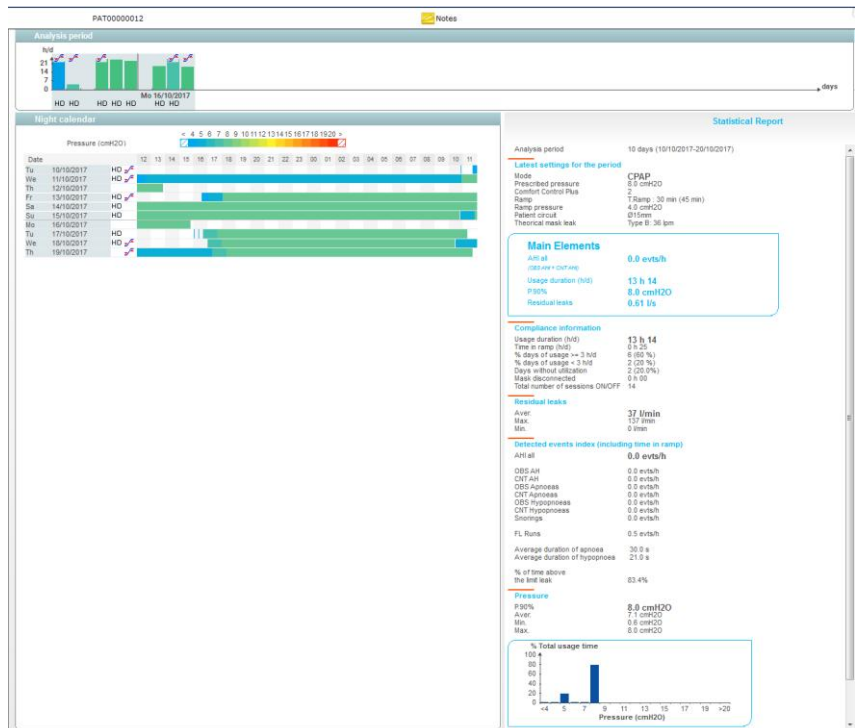 PAT00000012
Notes
Analysis period
h/d
21
14
7
0
days
Mo 16/10/2017
HD HD HD HD HD HD HD
Night calendar
Pressure (cmH2O)
< 4 5 6 7 8 9 10 11 12 13 14 15 16 17 18 19 20 >
Date 12 13 14 15 16 17 18 19 20 21 22 23 00 01 02 03 04 05 06 07 08 09 10 11
Tu 10/10/2017 HD
We 11/10/2017 HD
Th 12/10/2017
Fr 13/10/2017 HD
Sa 14/10/2017 HD
Su 15/10/2017 HD
Mo 16/10/2017
Tu 17/10/2017 HD
We 18/10/2017 HD
Th 19/10/2017
Statistical Report
Analysis period 10 days (10/10/2017-20/10/2017)
Latest settings for the period
Mode CPAP
Prescribed pressure 8.0 cmH2O
Comfort Control Plus 2
Ramp T.Ramp : 30 min (45 min)
Ramp pressure 4.0 cmH2O
Patient circuit Ø15mm
Theorical mask leak Type B: 36 lpm
Main Elements
AHI all 0.0 evts/h
(OBS AHI + CNT AHI)
Usage duration (h/d) 13 h 14
P.90% 8.0 cmH2O
Residual leaks 0.61 l/s
Compliance information
Usage duration (h/d) 13 h 14
Time in ramp (h/d) 0 h 25
% days of usage >= 3 h/d 6 (60 %)
% days of usage < 3 h/d 2 (20 %)
Days without utilization 2 (20.0%)
Mask disconnected 0 h 00
Total number of sessions ON/OFF 14
Residual leaks
Aver. 37 l/min
Max. 137 l/min
Min. 0 l/min
Detected events index (including time in ramp)
AHI all 0.0 evts/h
OBS AH 0.0 evts/h
CNT AH 0.0 evts/h
OBS Apnoeas 0.0 evts/h
CNT Apnoeas 0.0 evts/h
OBS Hypopnoeas 0.0 evts/h
CNT Hypopnoeas 0.0 evts/h
Snorings 0.0 evts/h
FL Runs 0.5 evts/h
Average duration of apnoea 30.0 s
Average duration of hypopnoea 21.0 s
% of time above
the limit leak 83.4%
Pressure
P.90% 8.0 cmH2O
Aver. 7.1 cmH2O
Min. 0.6 cmH2O
Max. 8.0 cmH2O
% Total usage time
100
80
60
40
20
0
<4 5 7 9 11 13 15 17 19 >20
Pressure (cmH2O)